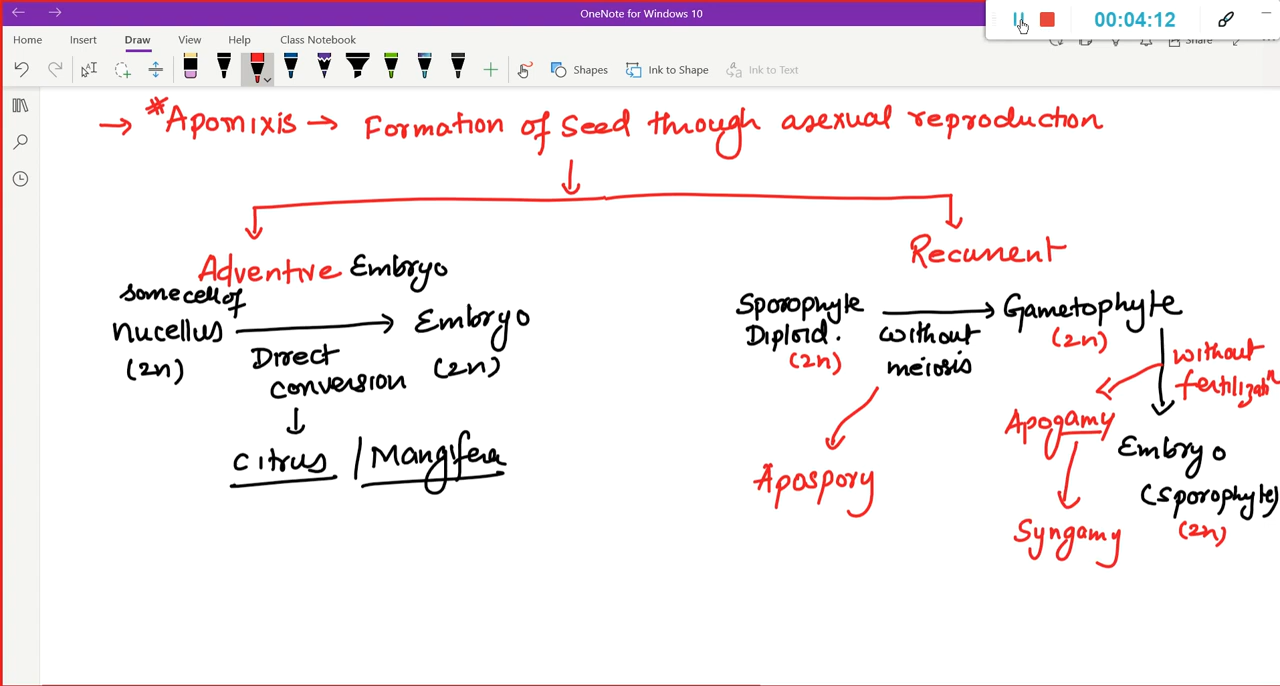 OneNote for Windows 10
00:04:12
Home Insert Draw View Help Class Notebook
Share
Shapes Ink to Shape Ink to Text
→ *Apomixis → Formation of Seed through asexual reproduction
Adventive Embryo
some cell of
nucellus → Embryo
(2n) (2n)
Direct
conversion
citrus / Mangifera
Recurrent
Sporophyte → Gametophyte
Diploid. (2n)
(2n)
without
meiosis
without
fertilizatn
Apogamy
Apospory
Embryo
(sporophyte)
(2n)
Syngamy